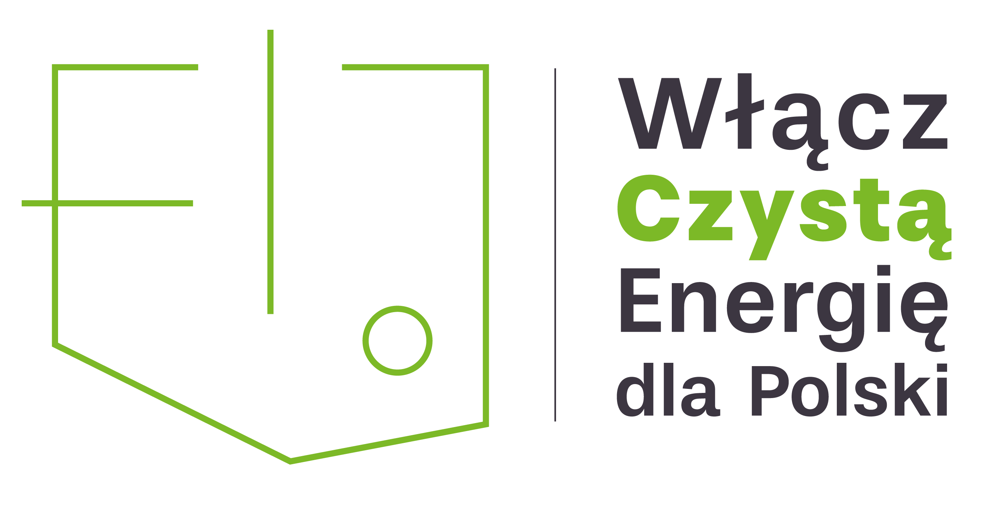 Włącz
Czystą
Energię
dla Polski